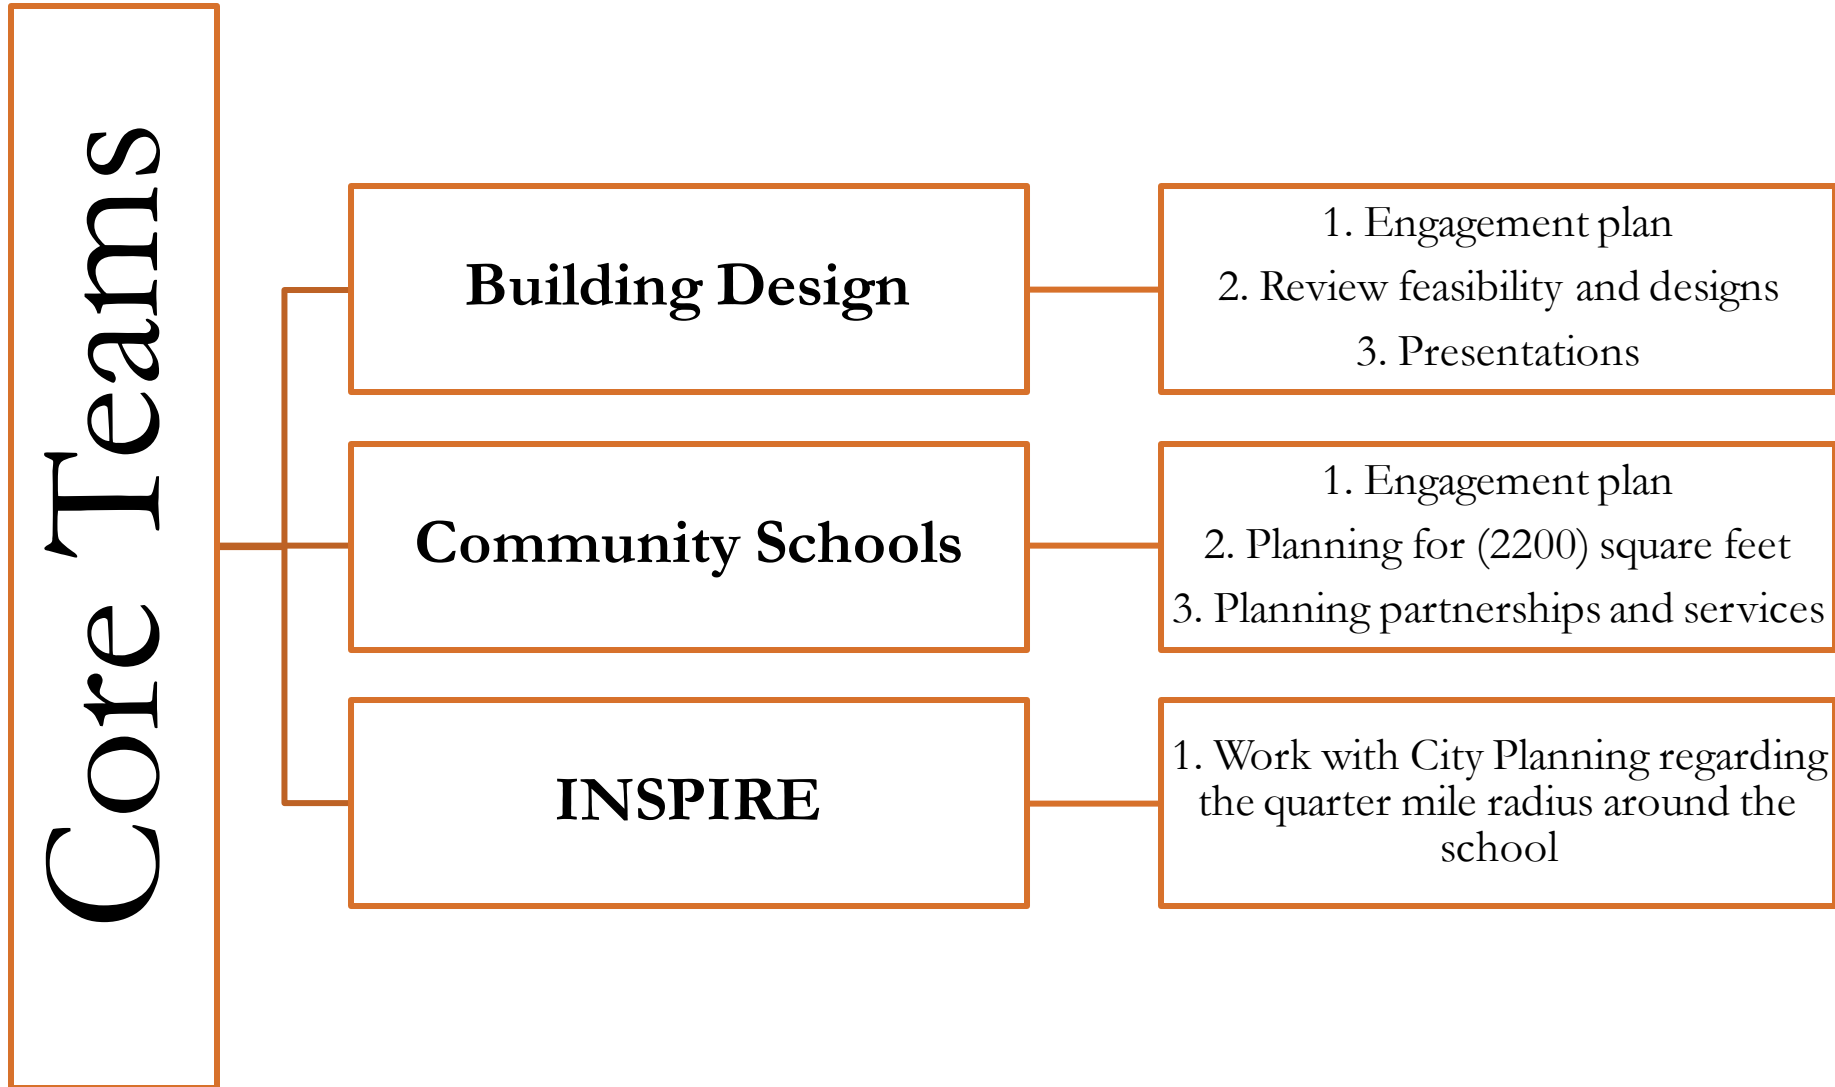 Core Teams
Building Design
1. Engagement plan
2. Review feasibility and designs
3. Presentations
Community Schools
1. Engagement plan
2. Planning for (2200) square feet
3. Planning partnerships and services
INSPIRE
1. Work with City Planning regarding
the quarter mile radius around the
school